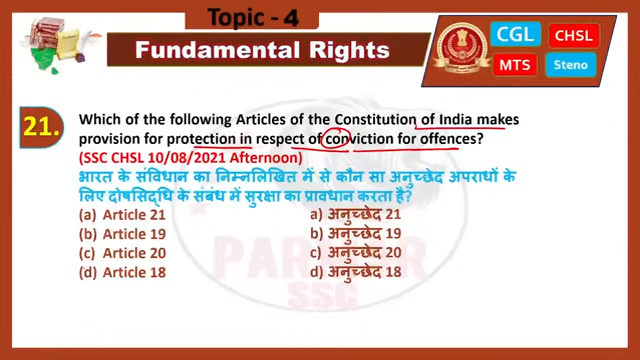 Topic - 4
Fundamental Rights
CGL
CHSL
MTS
Steno
21.
Which of the following Articles of the Constitution of India makes
provision for protection in respect of conviction for offences?
(SSC CHSL 10/08/2021 Afternoon)
भारत के संविधान का निम्नलिखित में से कौन सा अनुच्छेद अपराधों के
लिए दोषसिद्धि के संबंध में सुरक्षा का प्रावधान करता है?
(a) Article 21
(b) Article 19
(c) Article 20
(d) Article 18
a) अनुच्छेद 21
b) अनुच्छेद 19
c) अनुच्छेद 20
d) अनुच्छेद 18
PARMAR
SSC